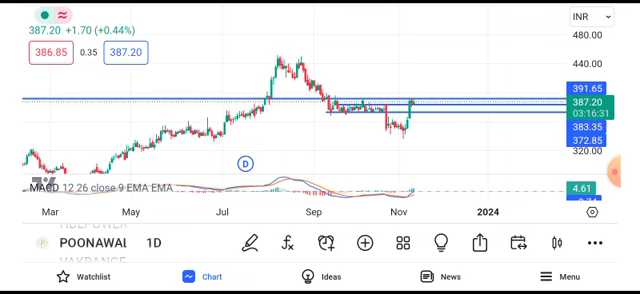 387.20 +1.70 (+0.44%)
INR
386.85 0.35 387.20
480.00
440.00
391.65
387.20
03:16:31
383.35
372.85
320.00
D
MACD 12 26 close 9 EMA EMA
4.61
Mar May Jul Sep Nov 2024
POONAWAL 1D
Watchlist Chart Ideas News Menu